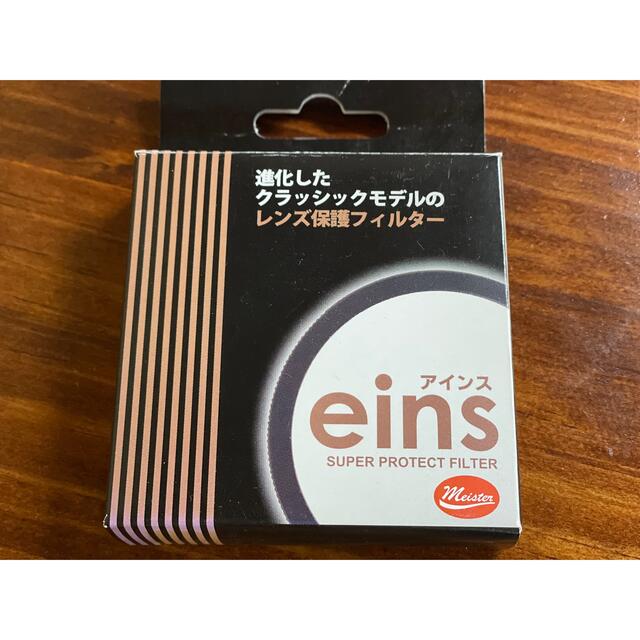 進化した
クラッシックモデルの
レンズ保護フィルター
アインス
eins
SUPER PROTECT FILTER
Meister